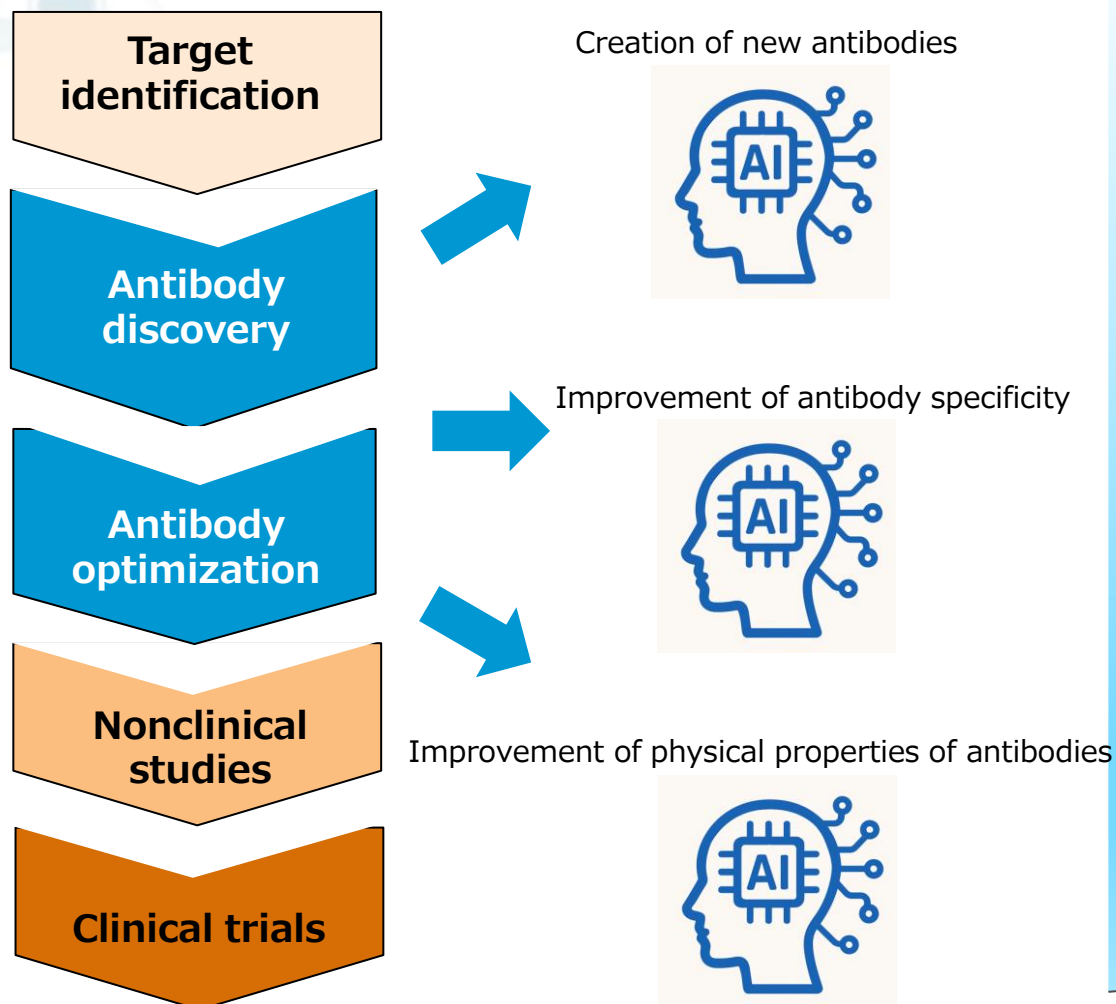 Target
identification
Creation of new antibodies
AI
Antibody
discovery
Improvement of antibody specificity
AI
Antibody
optimization
Nonclinical
studies
Improvement of physical properties of antibodies
AI
Clinical trials